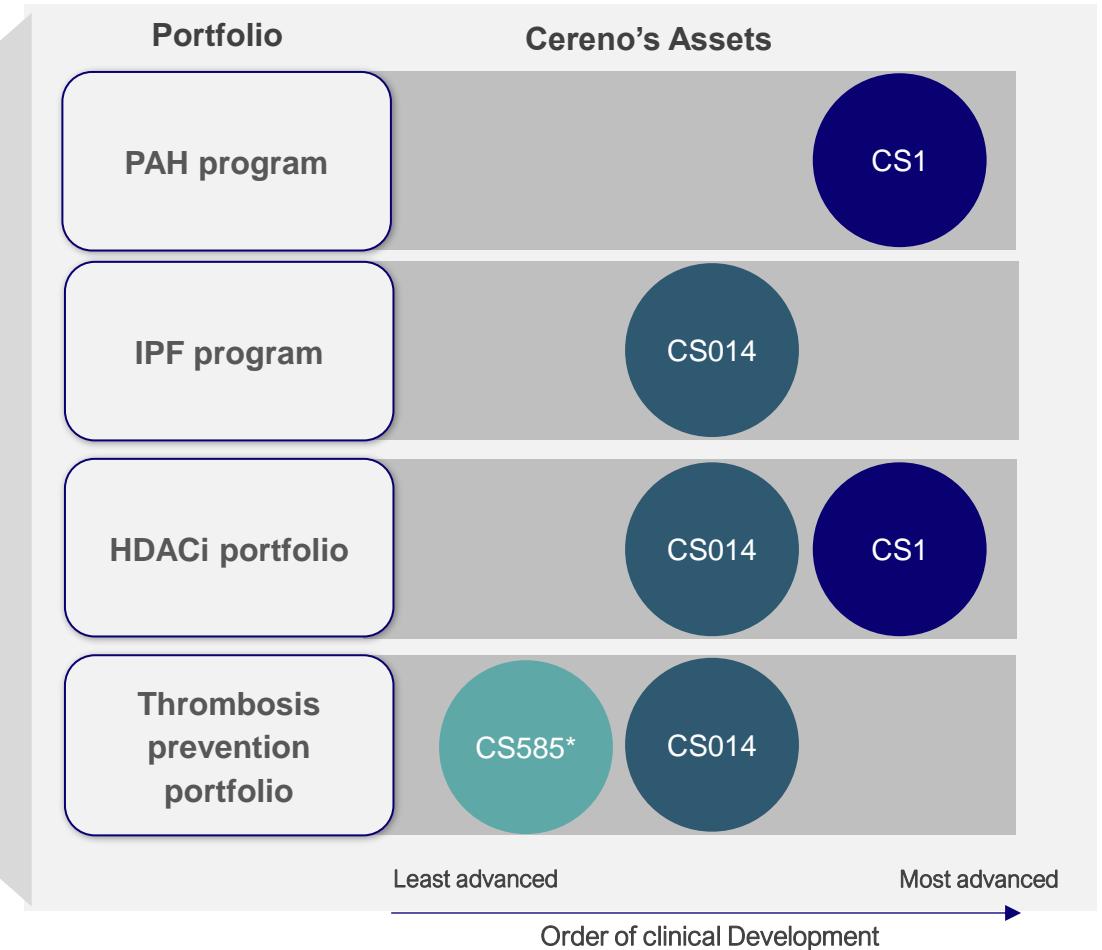 Portfolio
Cereno’s Assets
PAH program
CS1
IPF program
CS014
HDACi portfolio
CS014
CS1
Thrombosis
prevention
portfolio
CS585*
CS014
Least advanced
Most advanced
Order of clinical Development